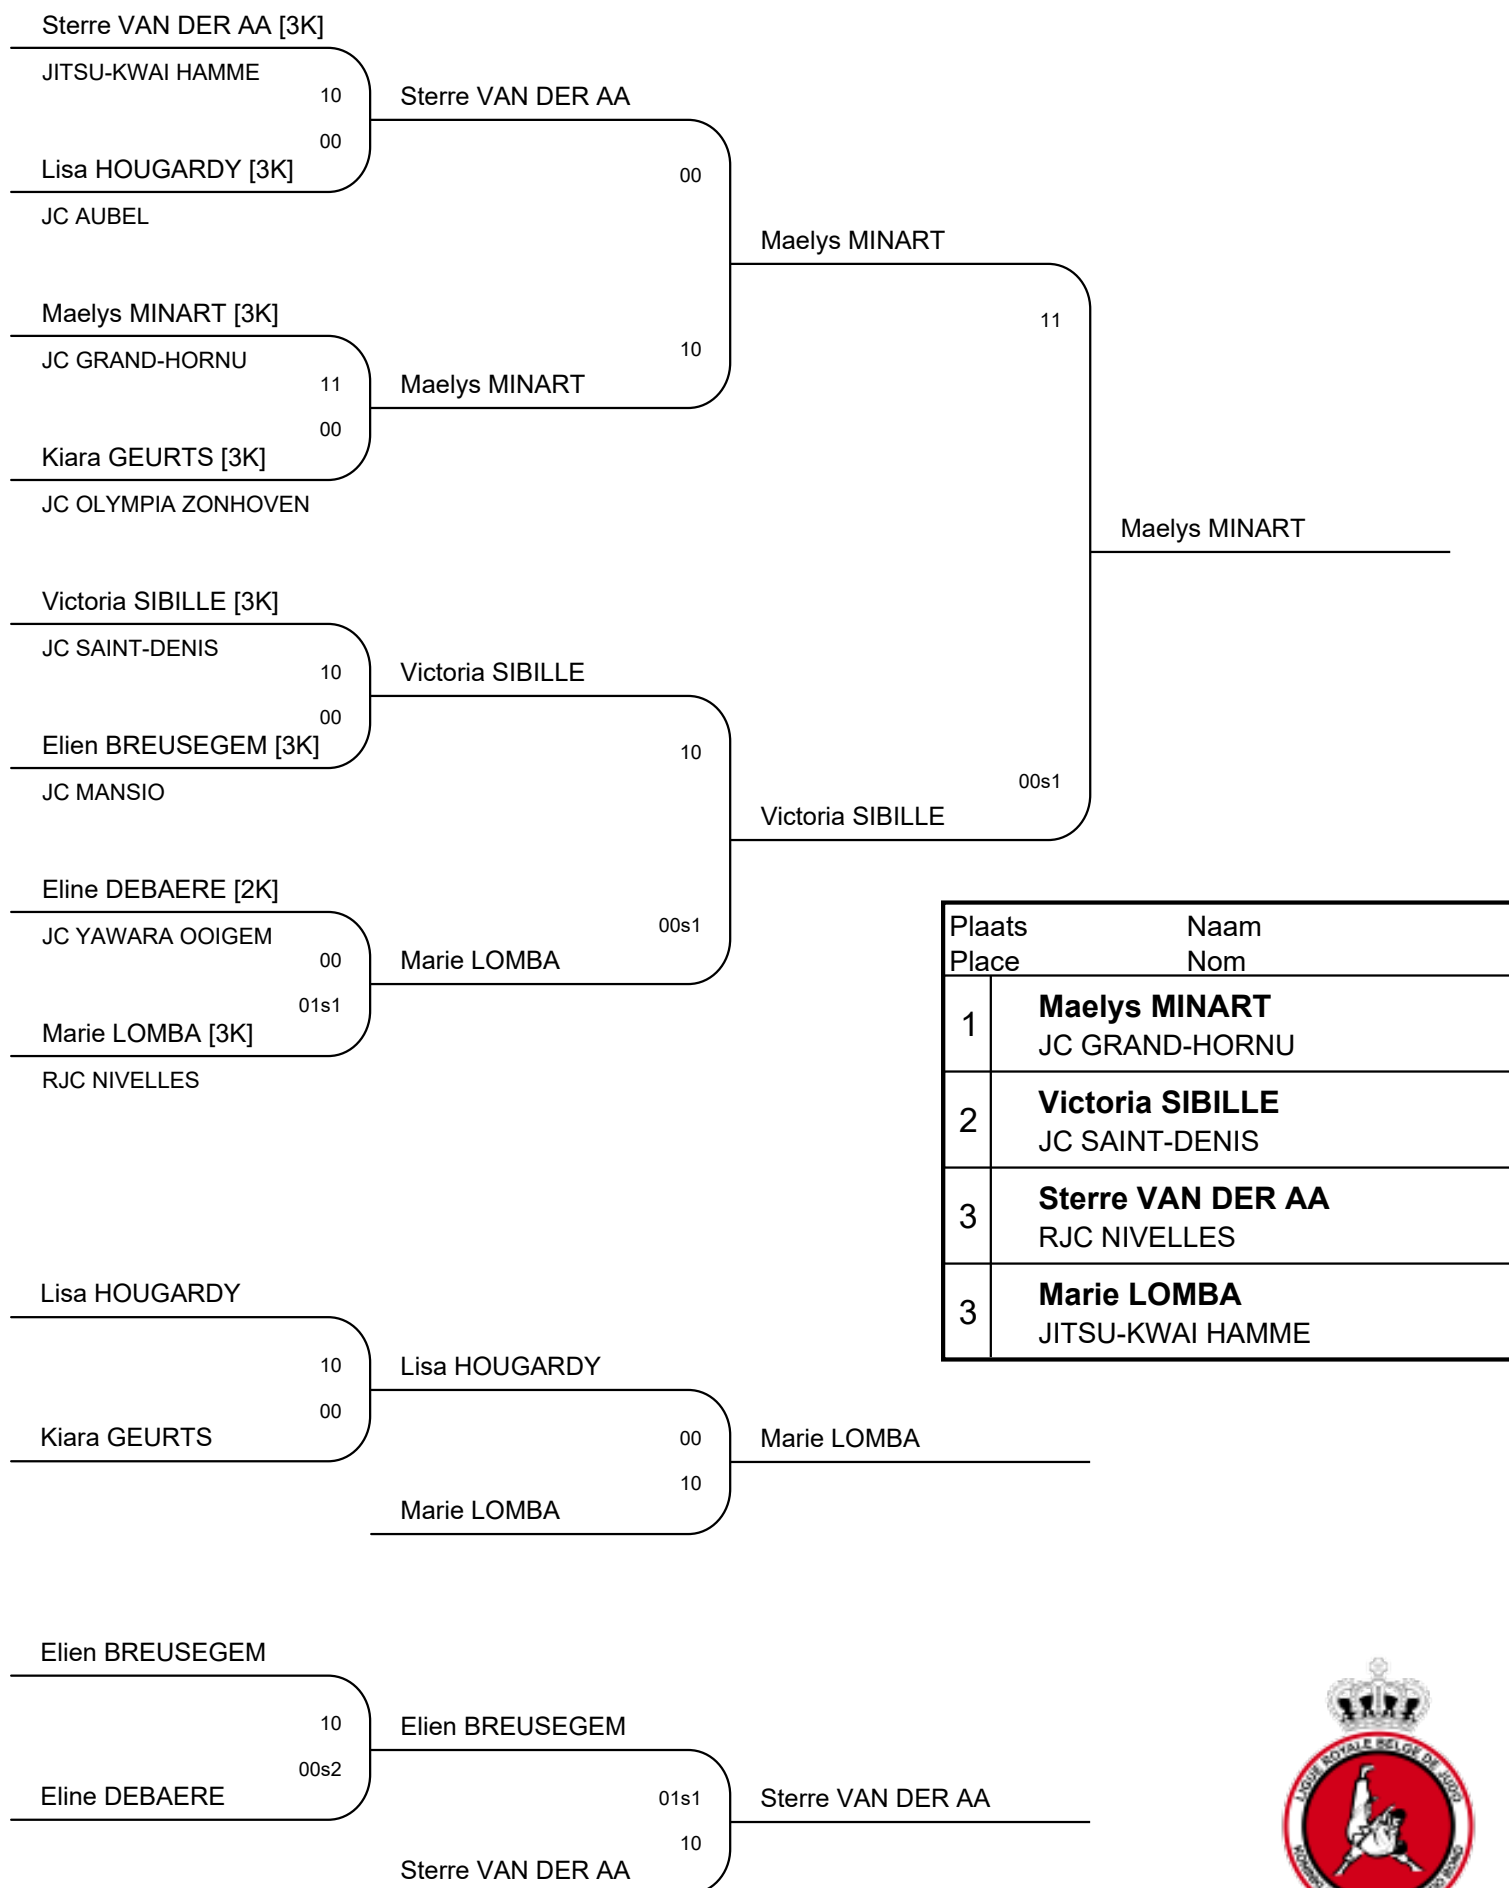 Sterre VAN DER AA [3K]
JITSU-KWAI HAMME
10
Sterre VAN DER AA
00
Lisa HOUGARDY [3K]
00
JC AUBEL
Maelys MINART
Maelys MINART [3K]
11
JC GRAND-HORNU
10
11
Maelys MINART
00
Kiara GEURTS [3K]
JC OLYMPIA ZONHOVEN
Maelys MINART
Victoria SIBILLE [3K]
JC SAINT-DENIS
10
Victoria SIBILLE
00
Elien BREUSEGEM [3K]
10
JC MANSIO
00s1
Victoria SIBILLE
Eline DEBAERE [2K]
JC YAWARA OOIGEM
00s1
00
Marie LOMBA
01s1
Marie LOMBA [3K]
RJC NIVELLES
Plaats Naam
Place Nom
1 Maelys MINART
JC GRAND-HORNU
2 Victoria SIBILLE
JC SAINT-DENIS
3 Sterre VAN DER AA
RJC NIVELLES
3 Marie LOMBA
JITSU-KWAI HAMME
Lisa HOUGARDY
10
Lisa HOUGARDY
00
Kiara GEURTS
00
Marie LOMBA
10
Marie LOMBA
Elien BREUSEGEM
10
Elien BREUSEGEM
00s2
Eline DEBAERE
01s1
Sterre VAN DER AA
10
Sterre VAN DER AA
LIGUE ROYALE BELGE DE JUDO